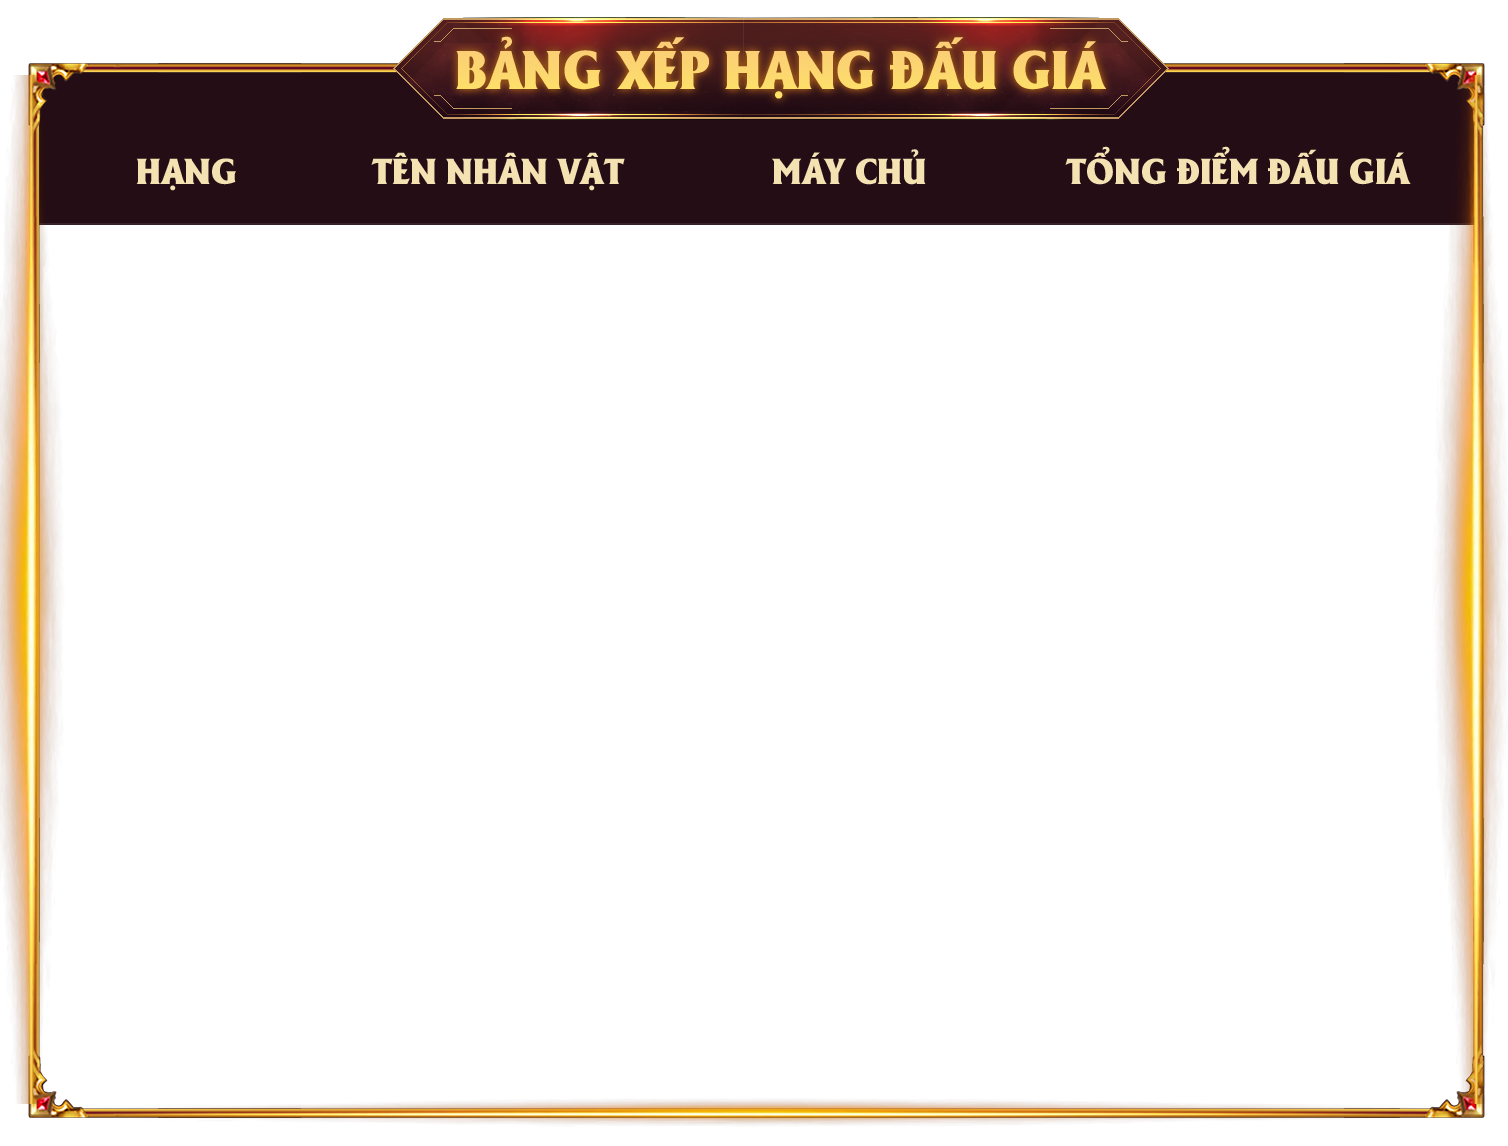 BẢNG XẾP HẠNG ĐẤU GIÁ
HẠNG TÊN NHÂN VẬT MÁY CHỦ TỔNG ĐIỂM ĐẤU GIÁ